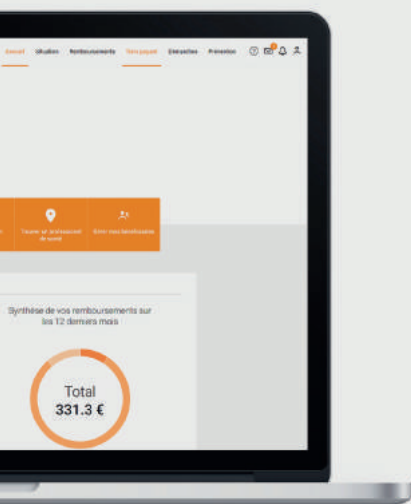 Accueil Situation Remboursements Tiers payant Démarches Prévention
Trouver un professionnel
de santé
Gérer mes bénéficiaires
Synthèse de vos remboursements sur
les 12 derniers mois
Total
331.3 €